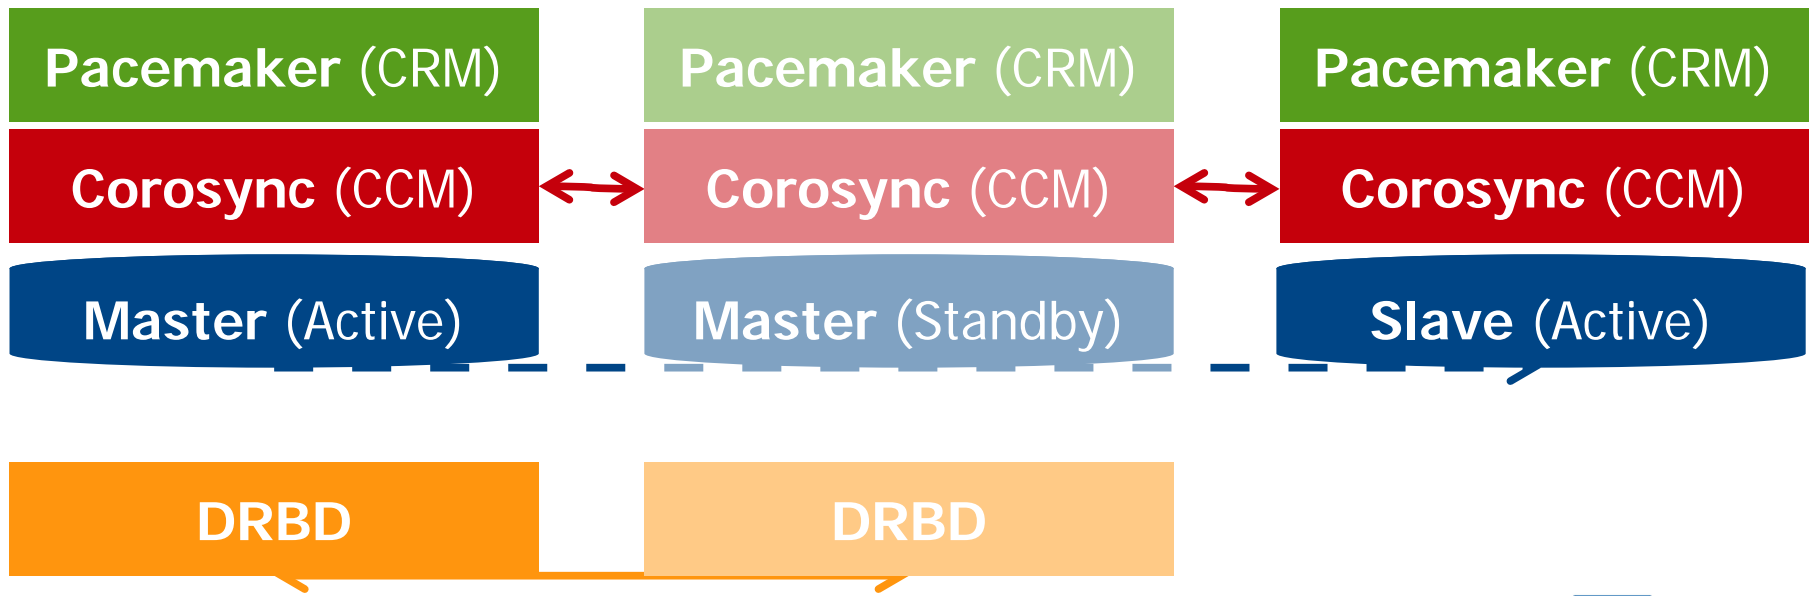 Pacemaker (CRM) Pacemaker (CRM) Pacemaker (CRM)
Corosync (CCM) Corosync (CCM) Corosync (CCM)
Master (Active) Master (Standby) Slave (Active)
DRBD DRBD